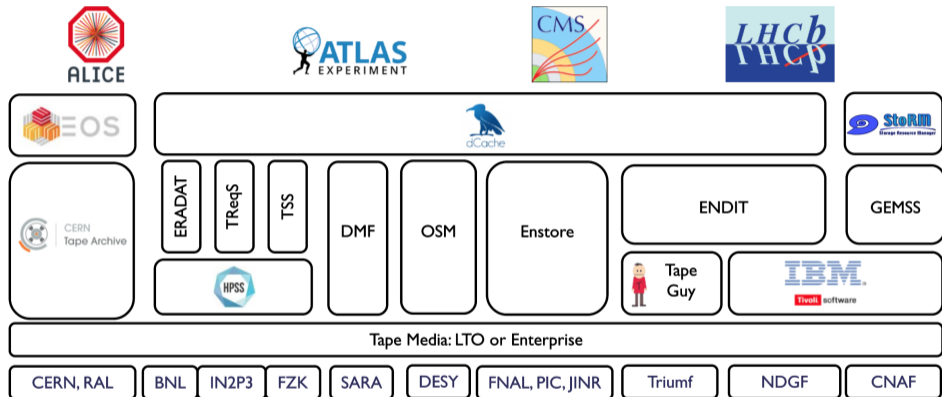 ALICE
ATLAS
EXPERIMENT
CMS
LHCb
LHCb
EOS
dCache
StoRM
Storage Resource Manager
CERN
Tape Archive
ERADAT
TReqS
TSS
HPSS
DMF
OSM
Enstore
ENDIT
GEMSS
Tape
Guy
IBM
Tivoli software
Tape Media: LTO or Enterprise
CERN, RAL
BNL
IN2P3
FZK
SARA
DESY
FNAL, PIC, JINR
Triumf
NDGF
CNAF